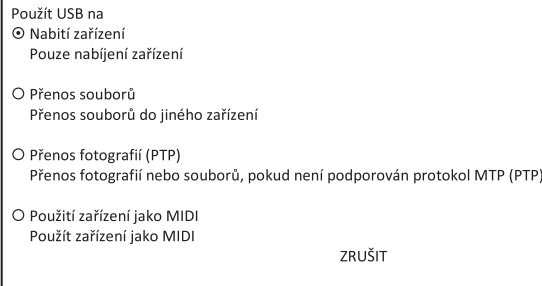 Použít USB na
Nabití zařízení
Pouze nabíjení zařízení
Přenos souborů
Přenos souborů do jiného zařízení
Přenos fotografií (PTP)
Přenos fotografií nebo souborů, pokud není podporován protokol MTP (PTP)
Použití zařízení jako MIDI
Použít zařízení jako MIDI
ZRUŠIT